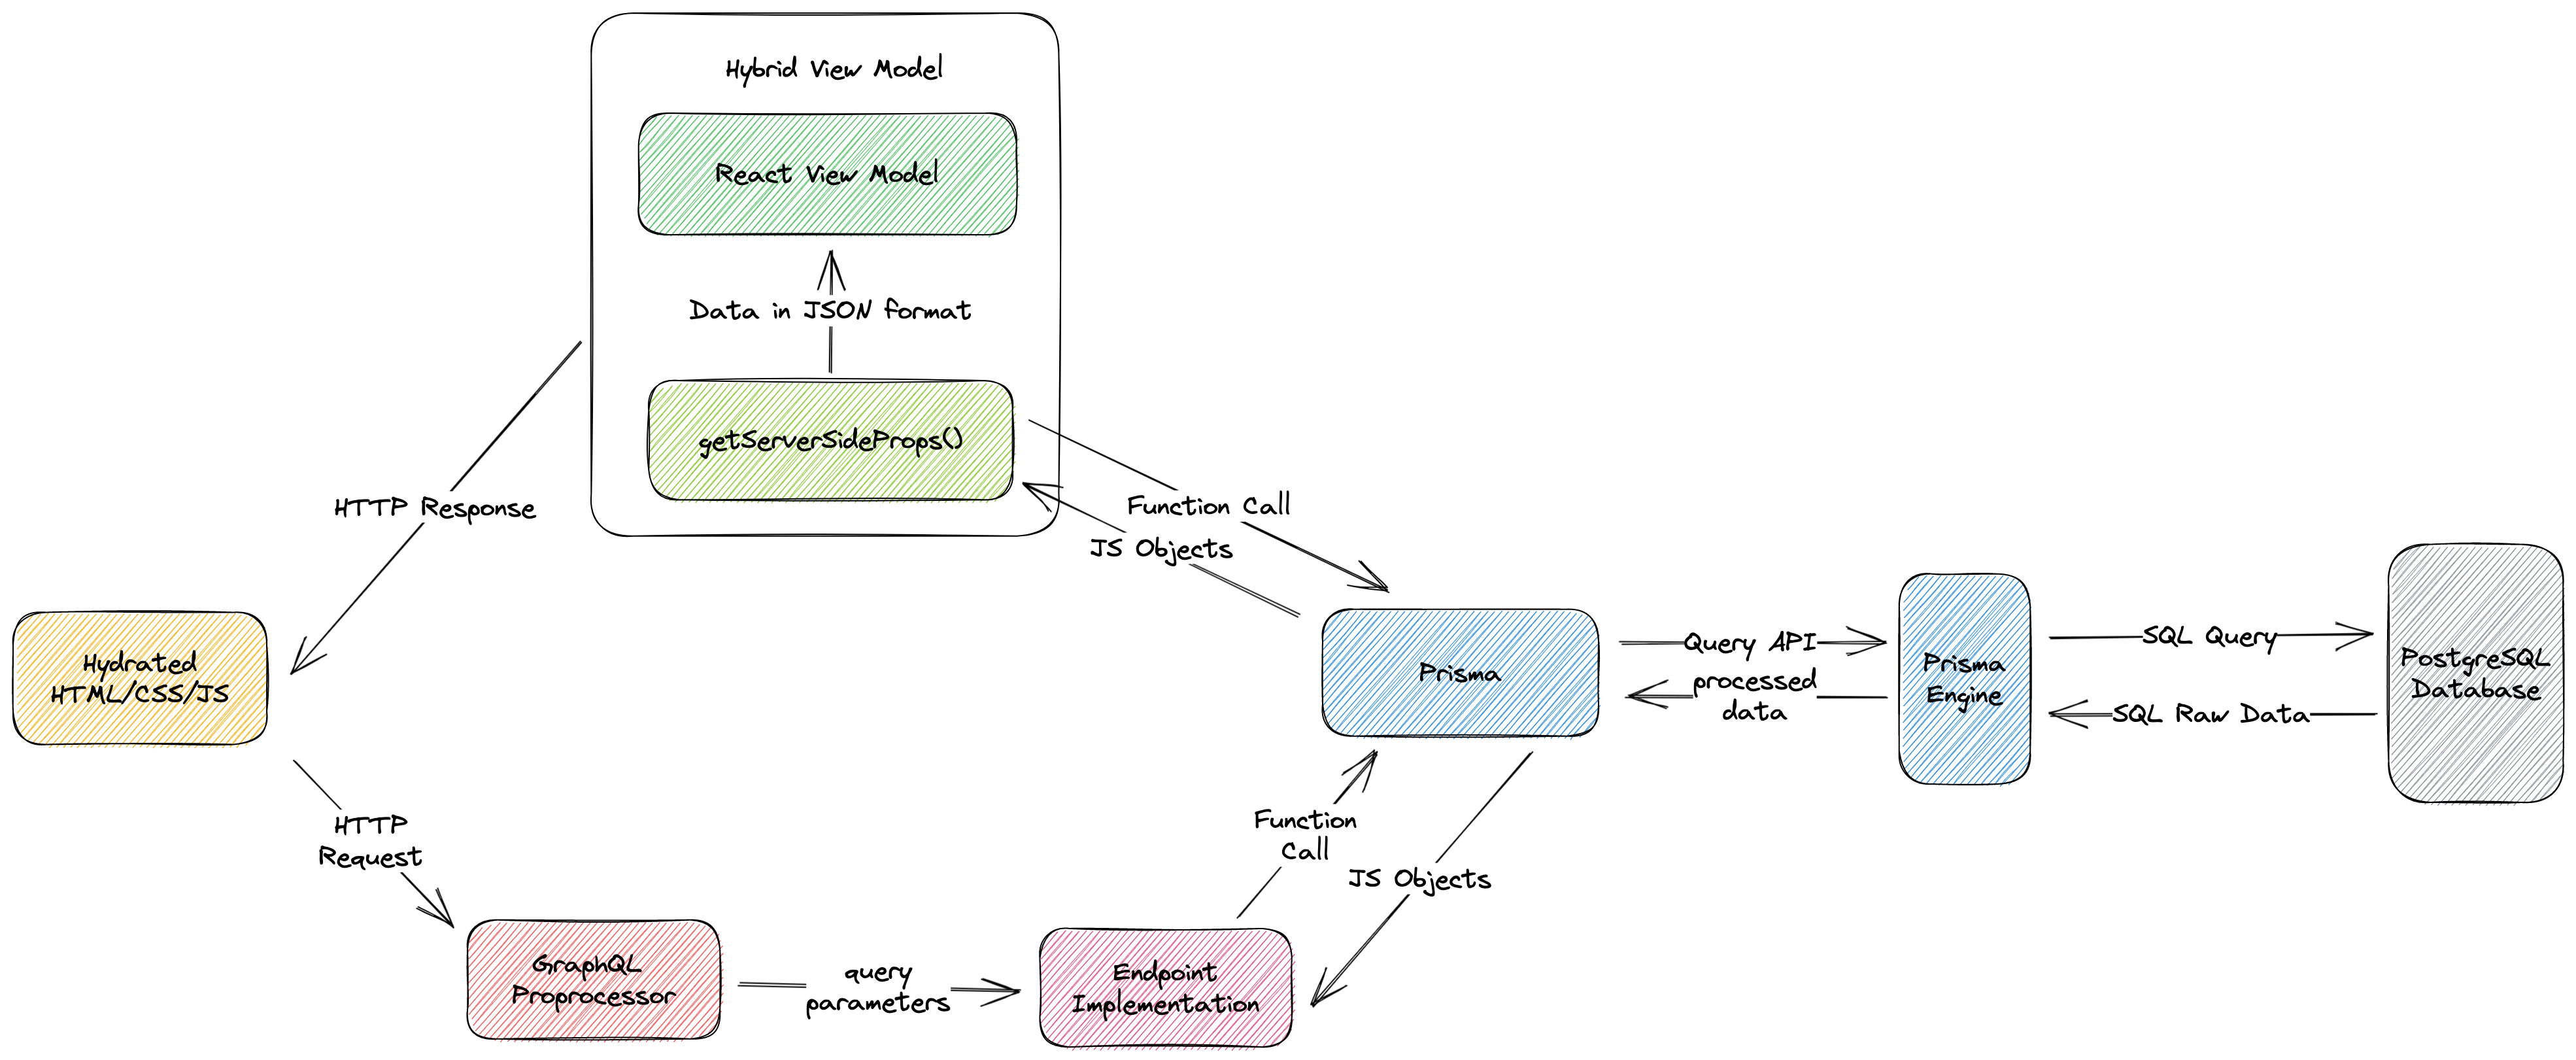 Hybrid View Model
React View Model
Data in JSON format
getServerSideProps()
HTTP Response
Function Call
JS Objects
Hydrated
HTML/CSS/JS
Prisma
Query API
processed
data
Prisma
Engine
SQL Query
SQL Raw Data
PostgreSQL
Database
HTTP
Request
Function
Call
JS Objects
GraphQL
Proprocessor
query
parameters
Endpoint
Implementation